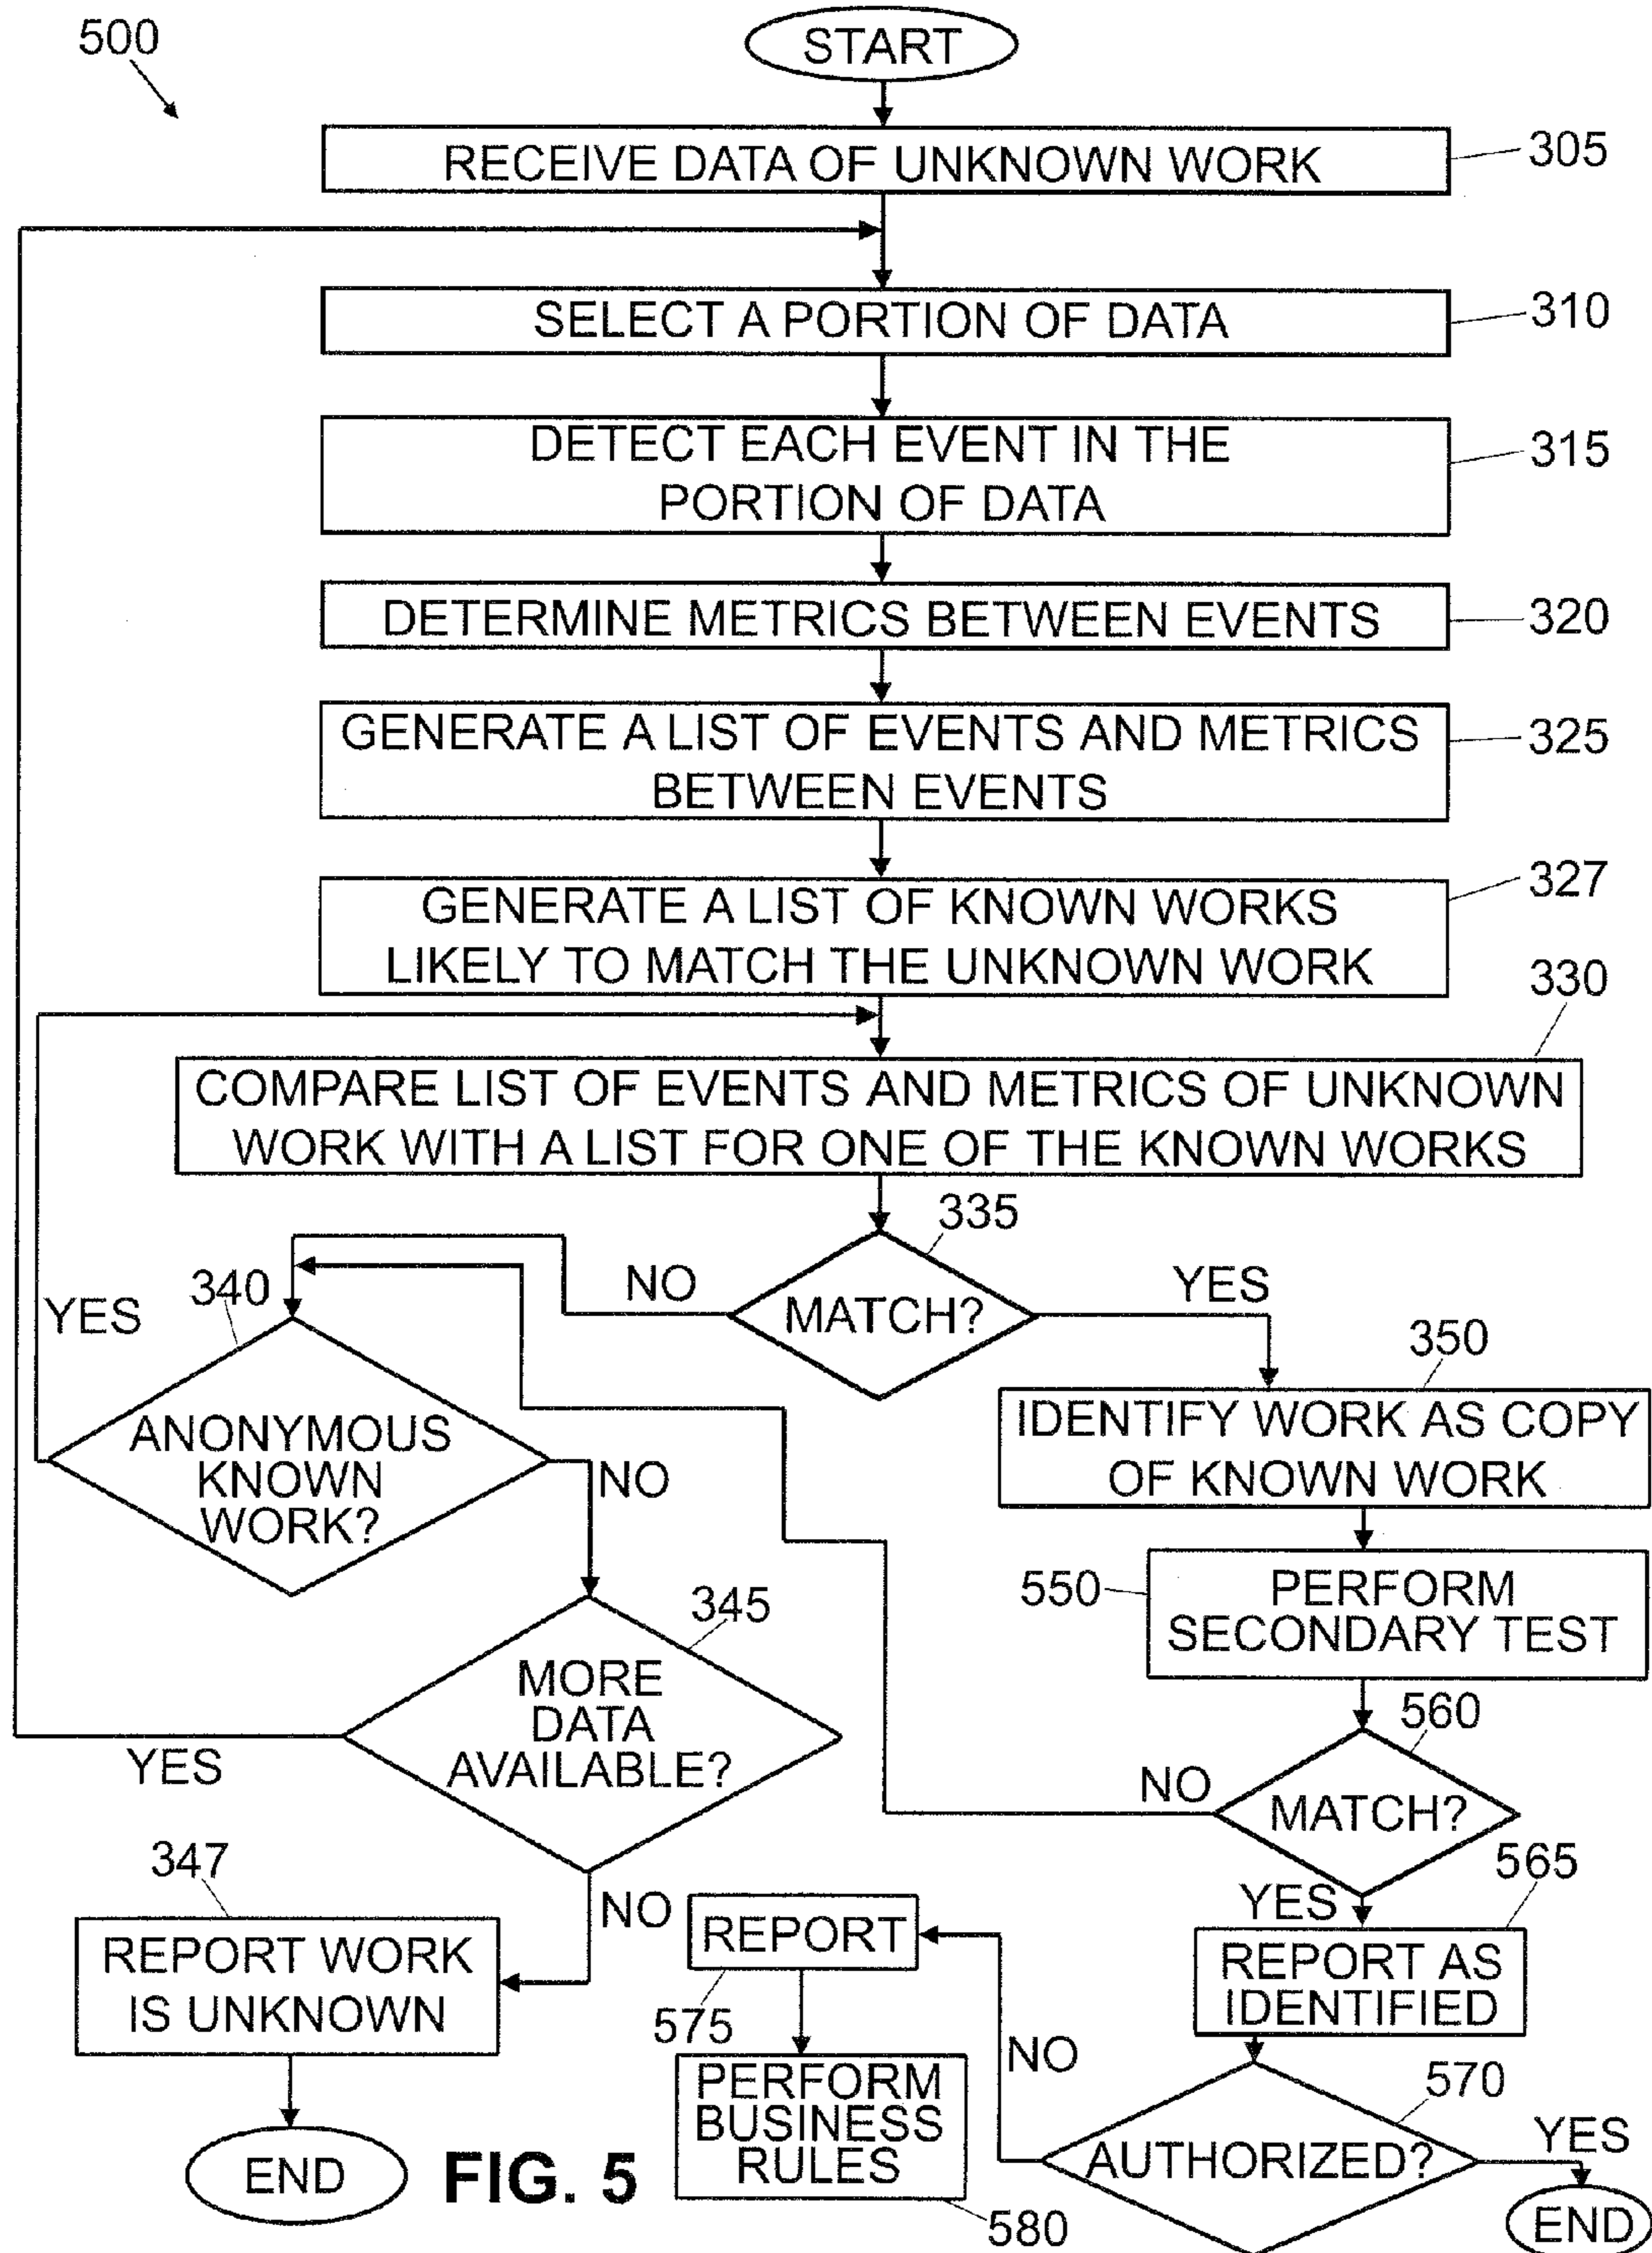 500
START
RECEIVE DATA OF UNKNOWN WORK
305
SELECT A PORTION OF DATA
310
DETECT EACH EVENT IN THE
PORTION OF DATA
315
DETERMINE METRICS BETWEEN EVENTS
320
GENERATE A LIST OF EVENTS AND METRICS
BETWEEN EVENTS
325
GENERATE A LIST OF KNOWN WORKS
LIKELY TO MATCH THE UNKNOWN WORK
327
330
COMPARE LIST OF EVENTS AND METRICS OF UNKNOWN
WORK WITH A LIST FOR ONE OF THE KNOWN WORKS
335
MATCH?
NO
YES
340
YES
ANONYMOUS
KNOWN
WORK?
NO
350
IDENTIFY WORK AS COPY
OF KNOWN WORK
550
PERFORM
SECONDARY TEST
345
MORE
DATA
AVAILABLE?
YES
NO
560
MATCH?
NO
YES
347
REPORT WORK
IS UNKNOWN
END
565
REPORT AS
IDENTIFIED
REPORT
575
NO
570
AUTHORIZED?
YES
END
PERFORM
BUSINESS
RULES
580
FIG. 5